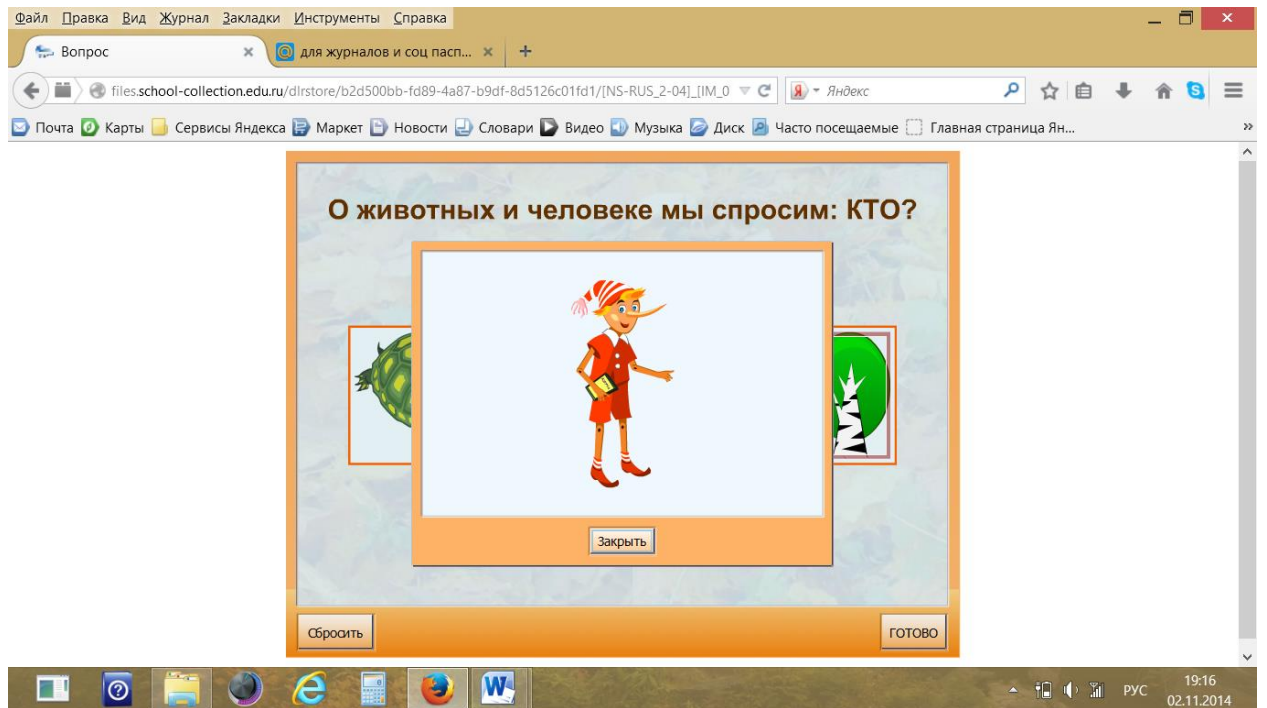 Файл Правка Вид Журнал Закладки Инструменты Справка
Вопрос
для журналов и соц пасп...
files.school-collection.edu.ru/dlrstore/b2d500bb-fd89-4a87-b9df-8d5126c01fd1/[NS-RUS_2-04]_[IM_0
Яндекс
Почта Карты Сервисы Яндекса Маркет Новости Словари Видео Музыка Диск Часто посещаемые Главная страница Ян...
О животных и человеке мы спросим: КТО?
Закрыть
Сбросить
ГОТОВО
РУС
19:16
02.11.2014